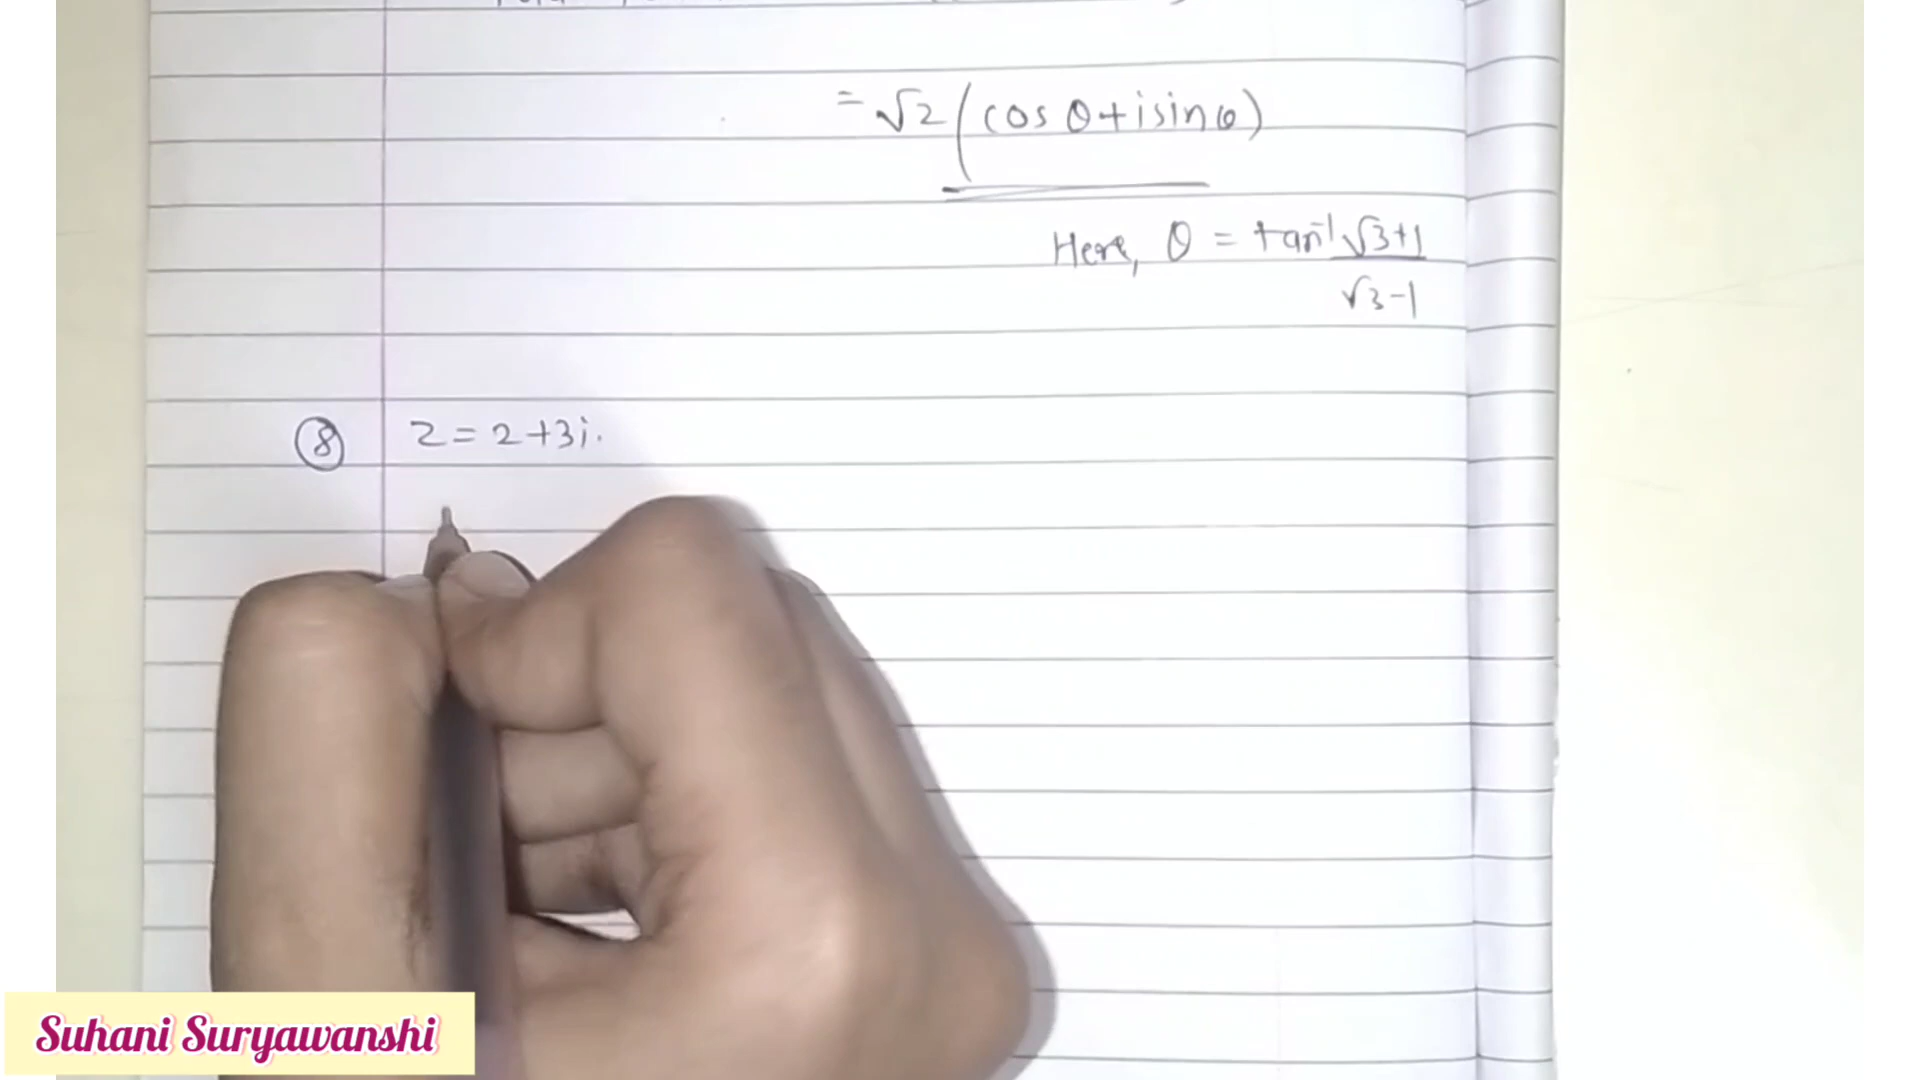 = √2 (cos θ + i sin θ)
Here, θ = tan⁻¹ √3+1
√3-1
⑧ z = 2+3i.
Suhani Suryawanshi